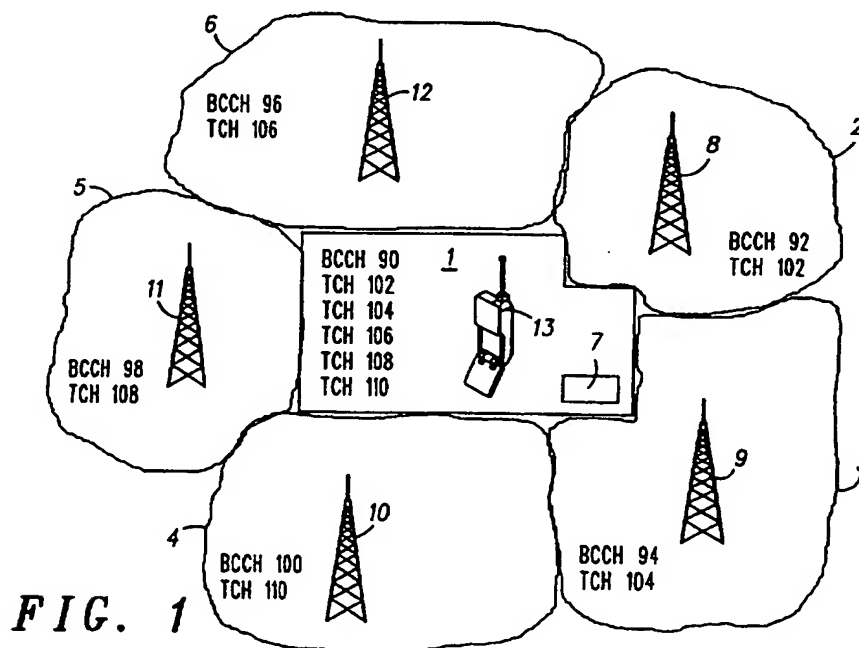 6
BCCH 96
TCH 106
12
2
8
BCCH 92
TCH 102
5
11
BCCH 98
TCH 108
1
BCCH 90
TCH 102
TCH 104
TCH 106
TCH 108
TCH 110
13
7
4
10
BCCH 100
TCH 110
9
BCCH 94
TCH 104
FIG. 1